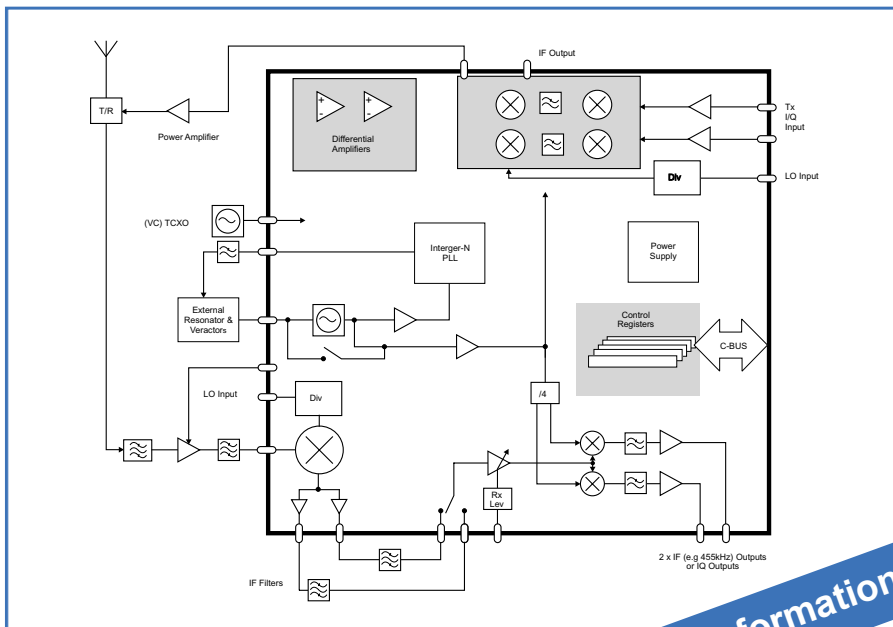 IF Output
T/R
Power Amplifier
+
-
+
-
Differential
Amplifiers
Tx
I/Q
Input
Div
LO Input
(VC) TCXO
Interger-N
PLL
Power
Supply
External
Resonator &
Veractors
Control
Registers
C-BUS
LO Input
Div
/4
Rx
Lev
2 x IF (e.g 455kHz) Outputs
or IQ Outputs
IF Filters